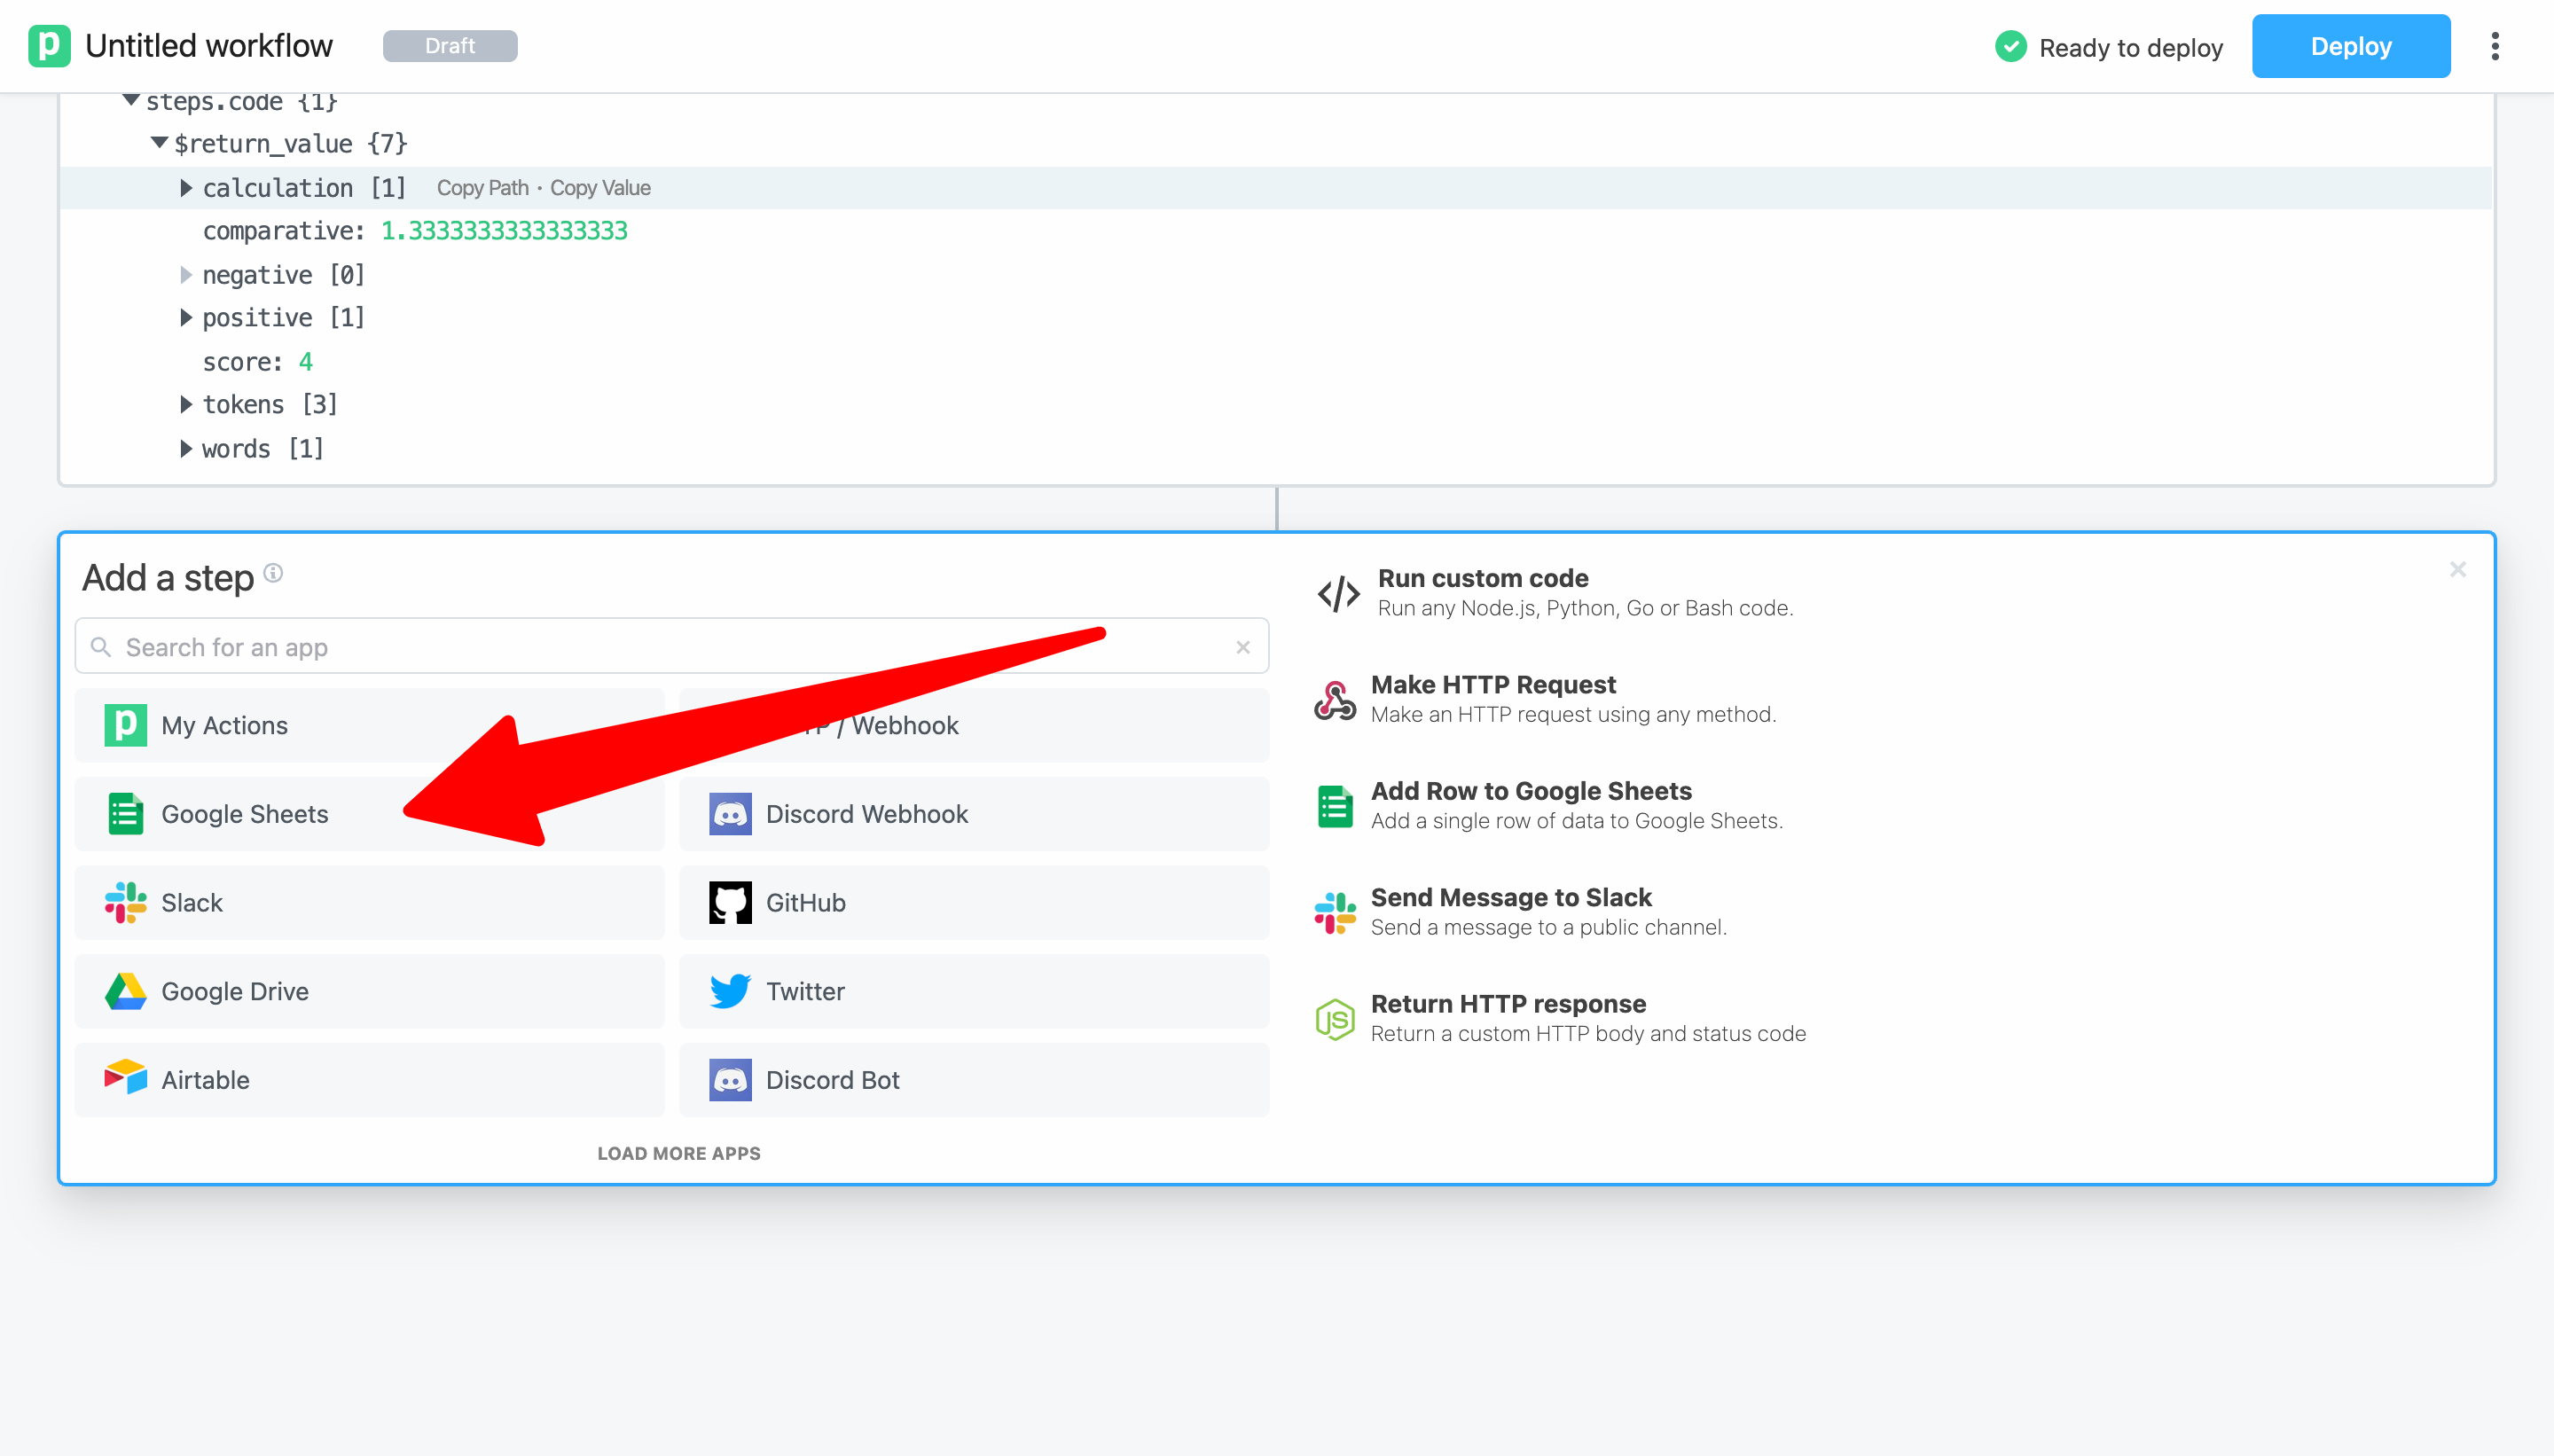 Untitled workflow
Draft
Ready to deploy
Deploy
steps.code {1}
$return_value {7}
calculation [1] Copy Path · Copy Value
comparative: 1.3333333333333333
negative [0]
positive [1]
score: 4
tokens [3]
words [1]
Add a step
Search for an app
My Actions
/ Webhook
Google Sheets
Discord Webhook
Slack
GitHub
Google Drive
Twitter
Airtable
Discord Bot
LOAD MORE APPS
Run custom code
Run any Node.js, Python, Go or Bash code.
Make HTTP Request
Make an HTTP request using any method.
Add Row to Google Sheets
Add a single row of data to Google Sheets.
Send Message to Slack
Send a message to a public channel.
Return HTTP response
Return a custom HTTP body and status code